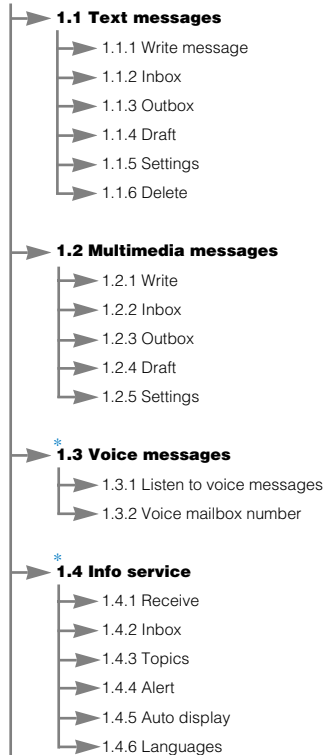 1.1 Text messages
1.1.1 Write message
1.1.2 Inbox
1.1.3 Outbox
1.1.4 Draft
1.1.5 Settings
1.1.6 Delete
1.2 Multimedia messages
1.2.1 Write
1.2.2 Inbox
1.2.3 Outbox
1.2.4 Draft
1.2.5 Settings
*
1.3 Voice messages
1.3.1 Listen to voice messages
1.3.2 Voice mailbox number
*
1.4 Info service
1.4.1 Receive
1.4.2 Inbox
1.4.3 Topics
1.4.4 Alert
1.4.5 Auto display
1.4.6 Languages